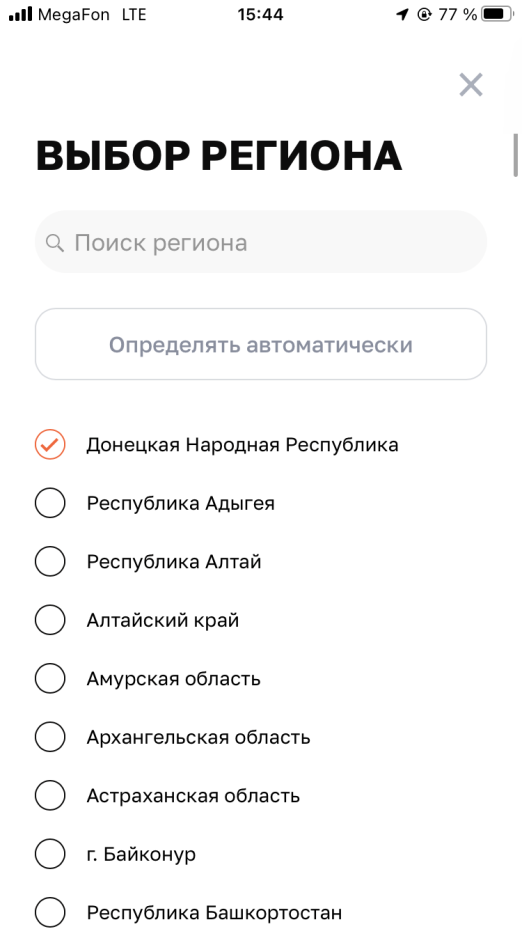 MegaFon LTE 15:44 77 %
ВЫБОР РЕГИОНА
Поиск региона
Определять автоматически
Донецкая Народная Республика
Республика Адыгея
Республика Алтай
Алтайский край
Амурская область
Архангельская область
Астраханская область
г. Байконур
Республика Башкортостан